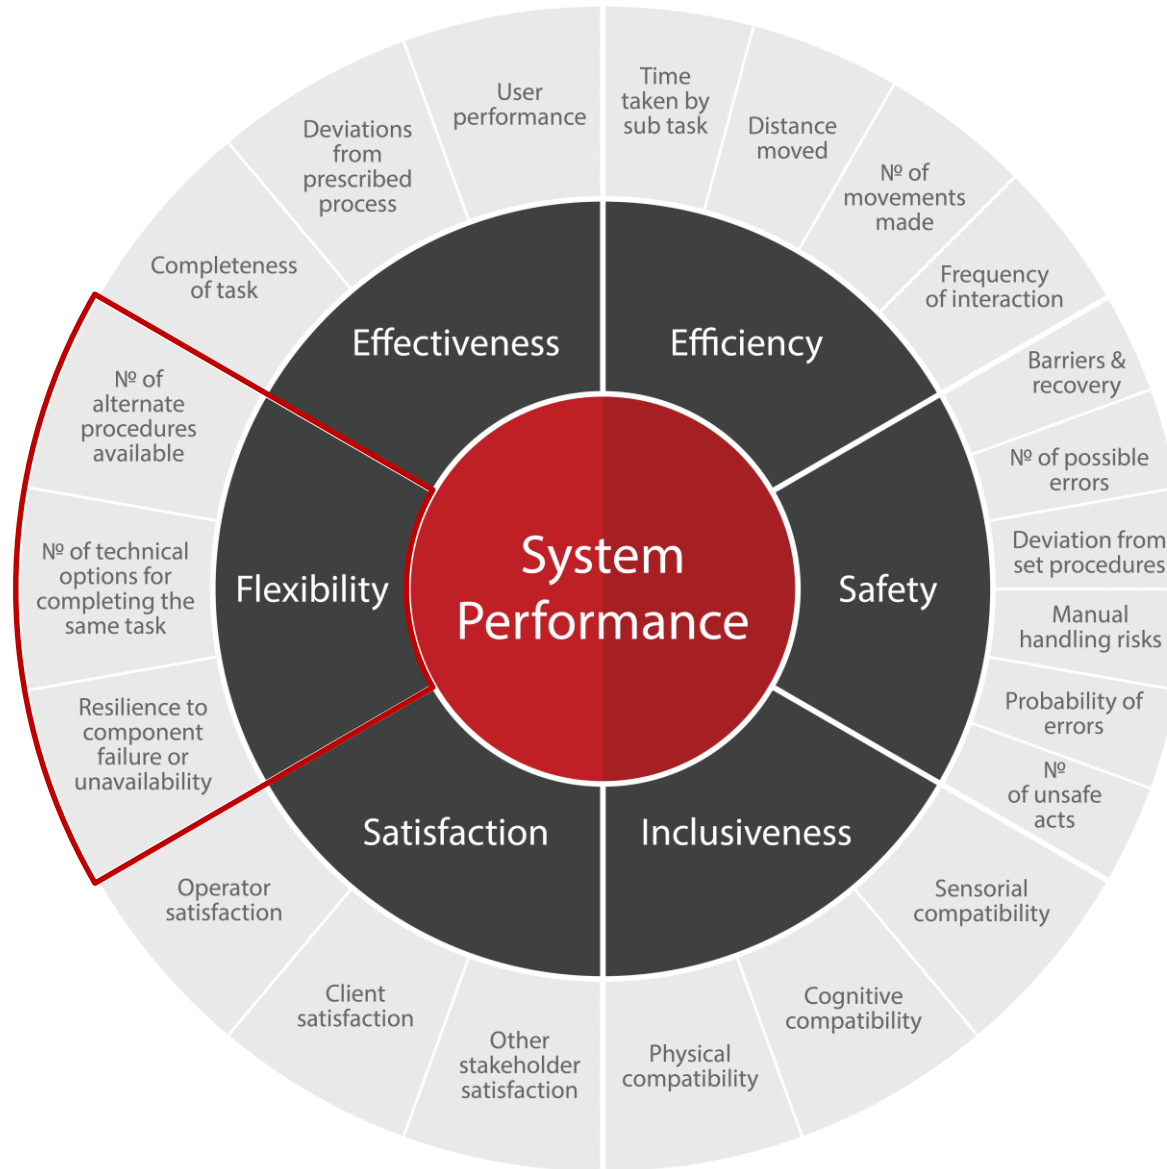 System
Performance
Effectiveness
Efficiency
Safety
Inclusiveness
Satisfaction
Flexibility
User
performance
Deviations
from
prescribed
process
Completeness
of task
Time
taken by
sub task
Distance
moved
Nº of
movements
made
Frequency
of interaction
Barriers &
recovery
Nº of possible
errors
Deviation from
set procedures
Manual
handling risks
Probability of
errors
Nº
of unsafe
acts
Sensorial
compatibility
Cognitive
compatibility
Physical
compatibility
Other
stakeholder
satisfaction
Client
satisfaction
Operator
satisfaction
Resilience to
component
failure or
unavailability
Nº of technical
options for
completing the
same task
Nº of
alternate
procedures
available